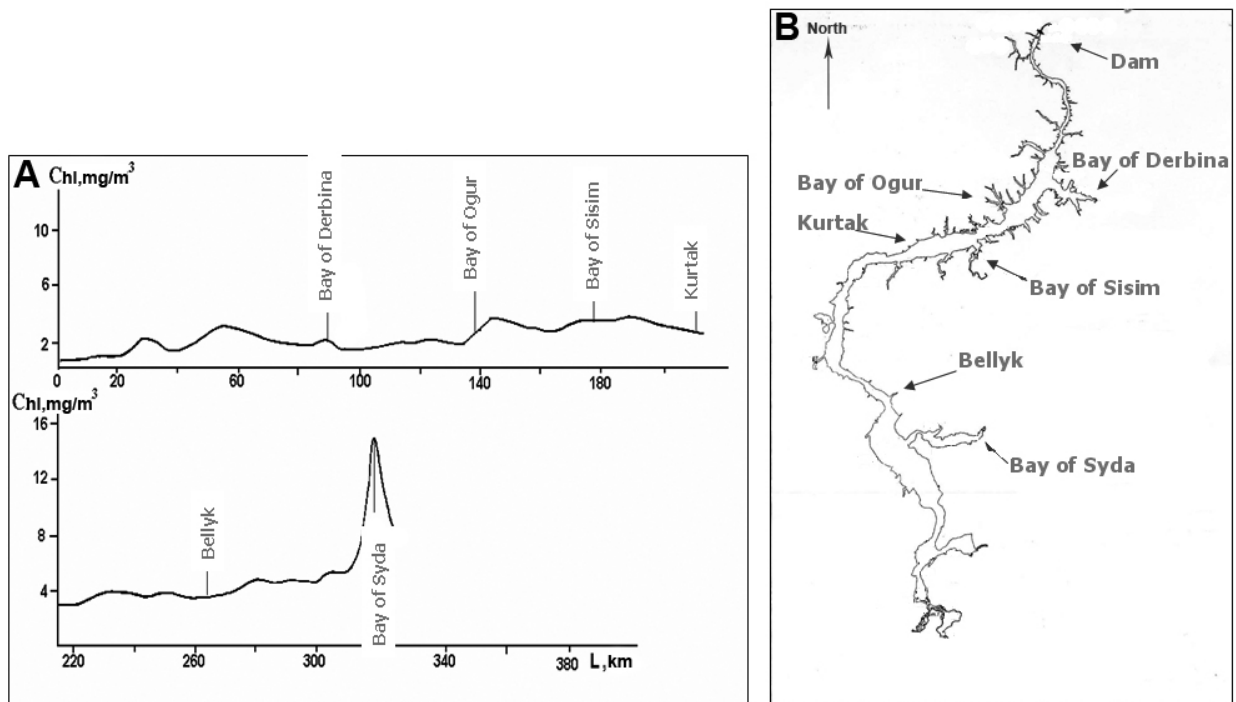 A
Chl,mg/m³
10
6
2
Bay of Derbina
Bay of Ogur
Bay of Sisim
Kurtak
0 20 60 100 140 180
Chl,mg/m³
16
12
8
4
Bellyk
Bay of Syda
220 260 300 340 380 L,km
B
North
Dam
Bay of Derbina
Bay of Ogur
Kurtak
Bay of Sisim
Bellyk
Bay of Syda